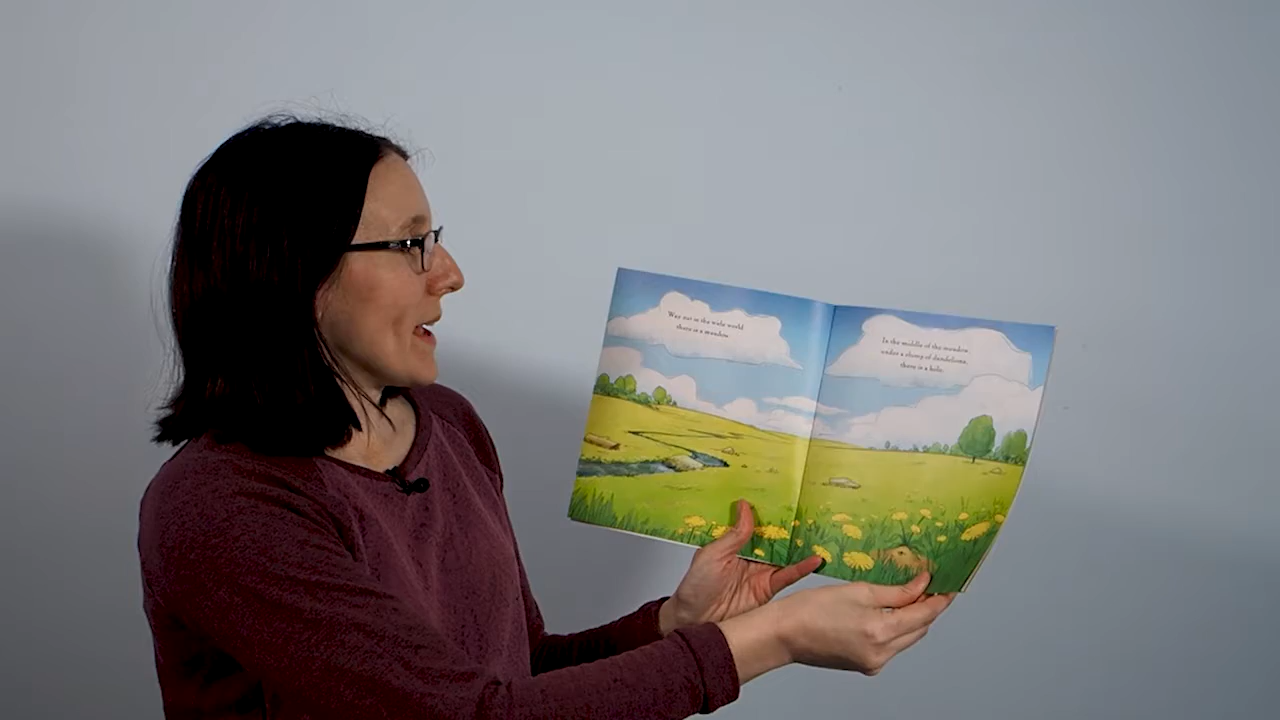 Way out in the wide world
there is a meadow.
In the middle of the meadow,
under a clump of dandelions,
there is a hole.